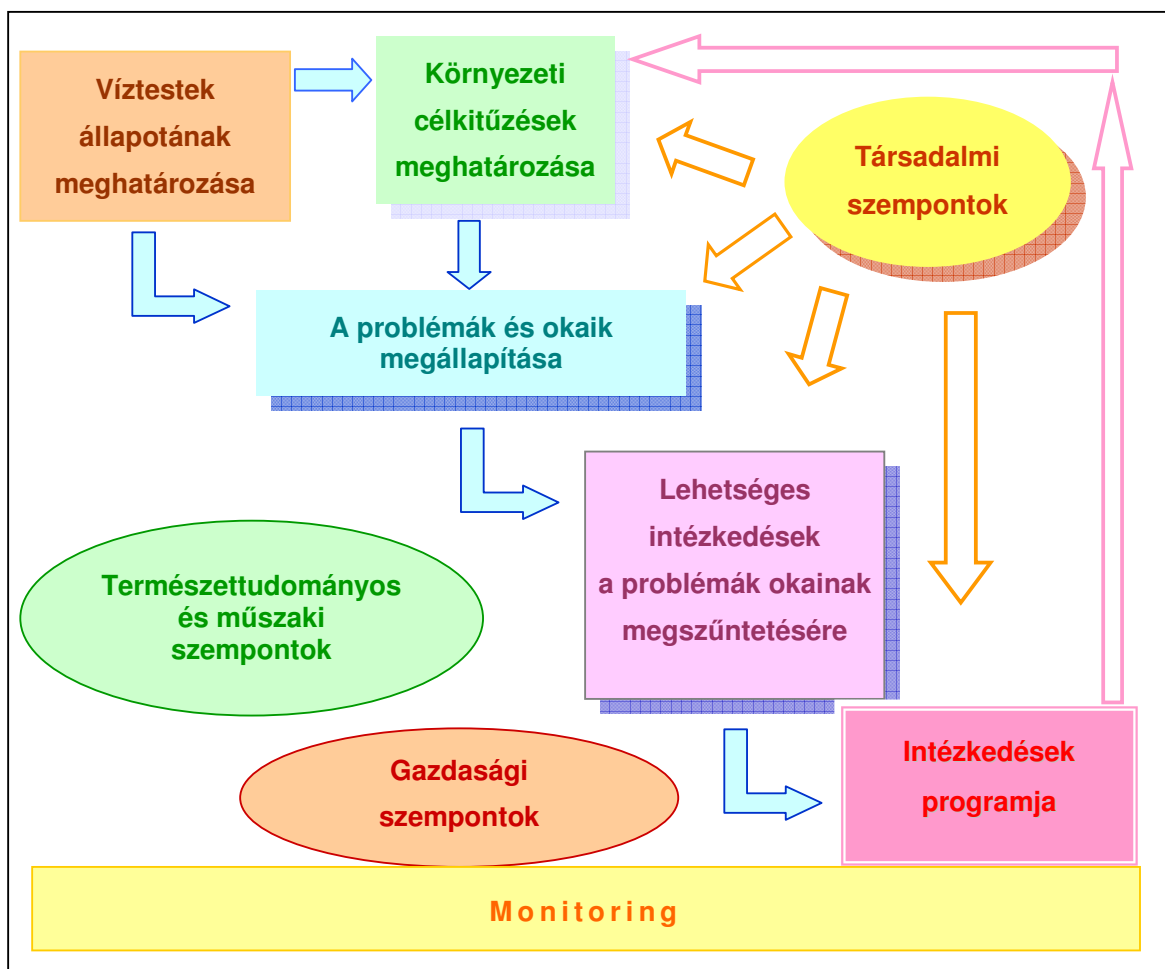 Víztestek
állapotának
meghatározása
Környezeti
célkitűzések
meghatározása
Társadalmi
szempontok
A problémák és okaik
megállapítása
Lehetséges
intézkedések
a problémák okainak
megszűntetésére
Természettudományos
és műszaki
szempontok
Gazdasági
szempontok
Intézkedések
programja
Monitoring